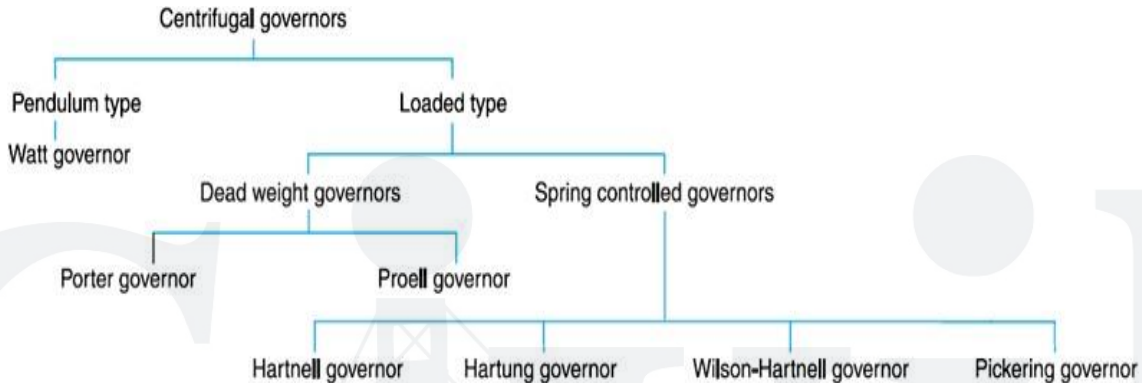 Centrifugal governors
Pendulum type
Loaded type
Watt governor
Dead weight governors
Spring controlled governors
Porter governor
Proell governor
Hartnell governor
Hartung governor
Wilson-Hartnell governor
Pickering governor